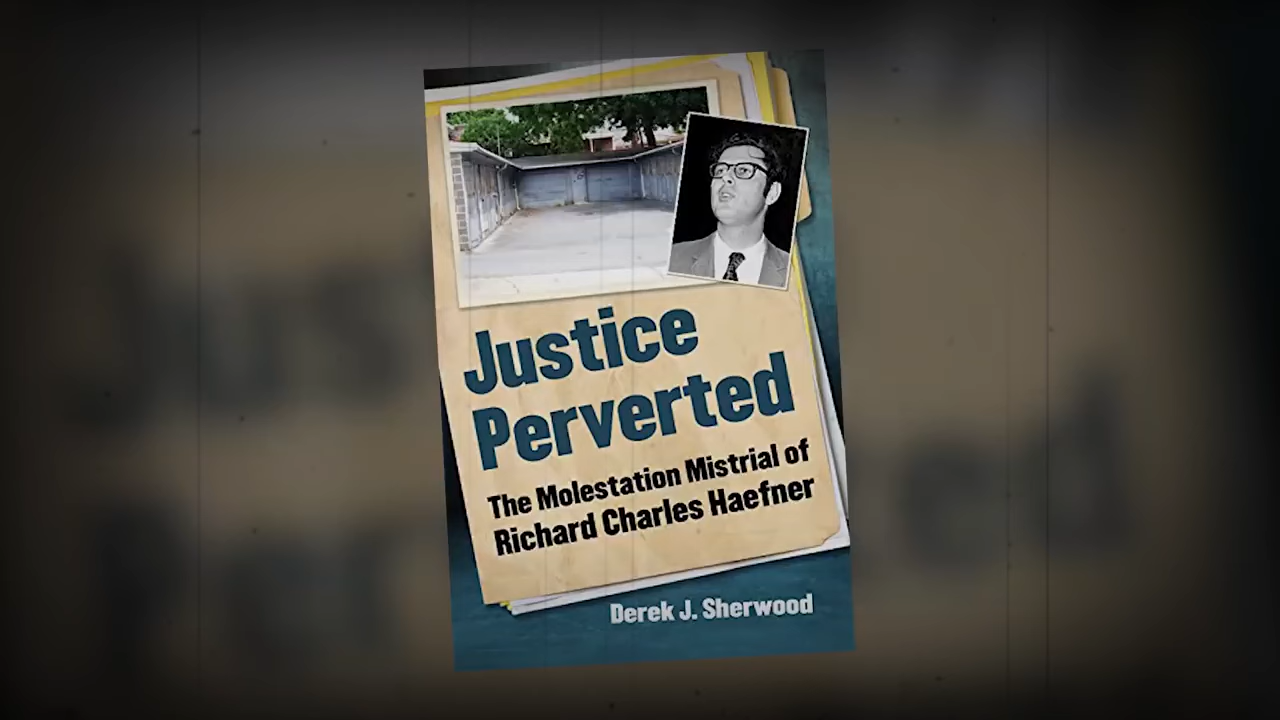 Justice
Perverted
The Molestation Mistrial of
Richard Charles Haefner
Derek J. Sherwood